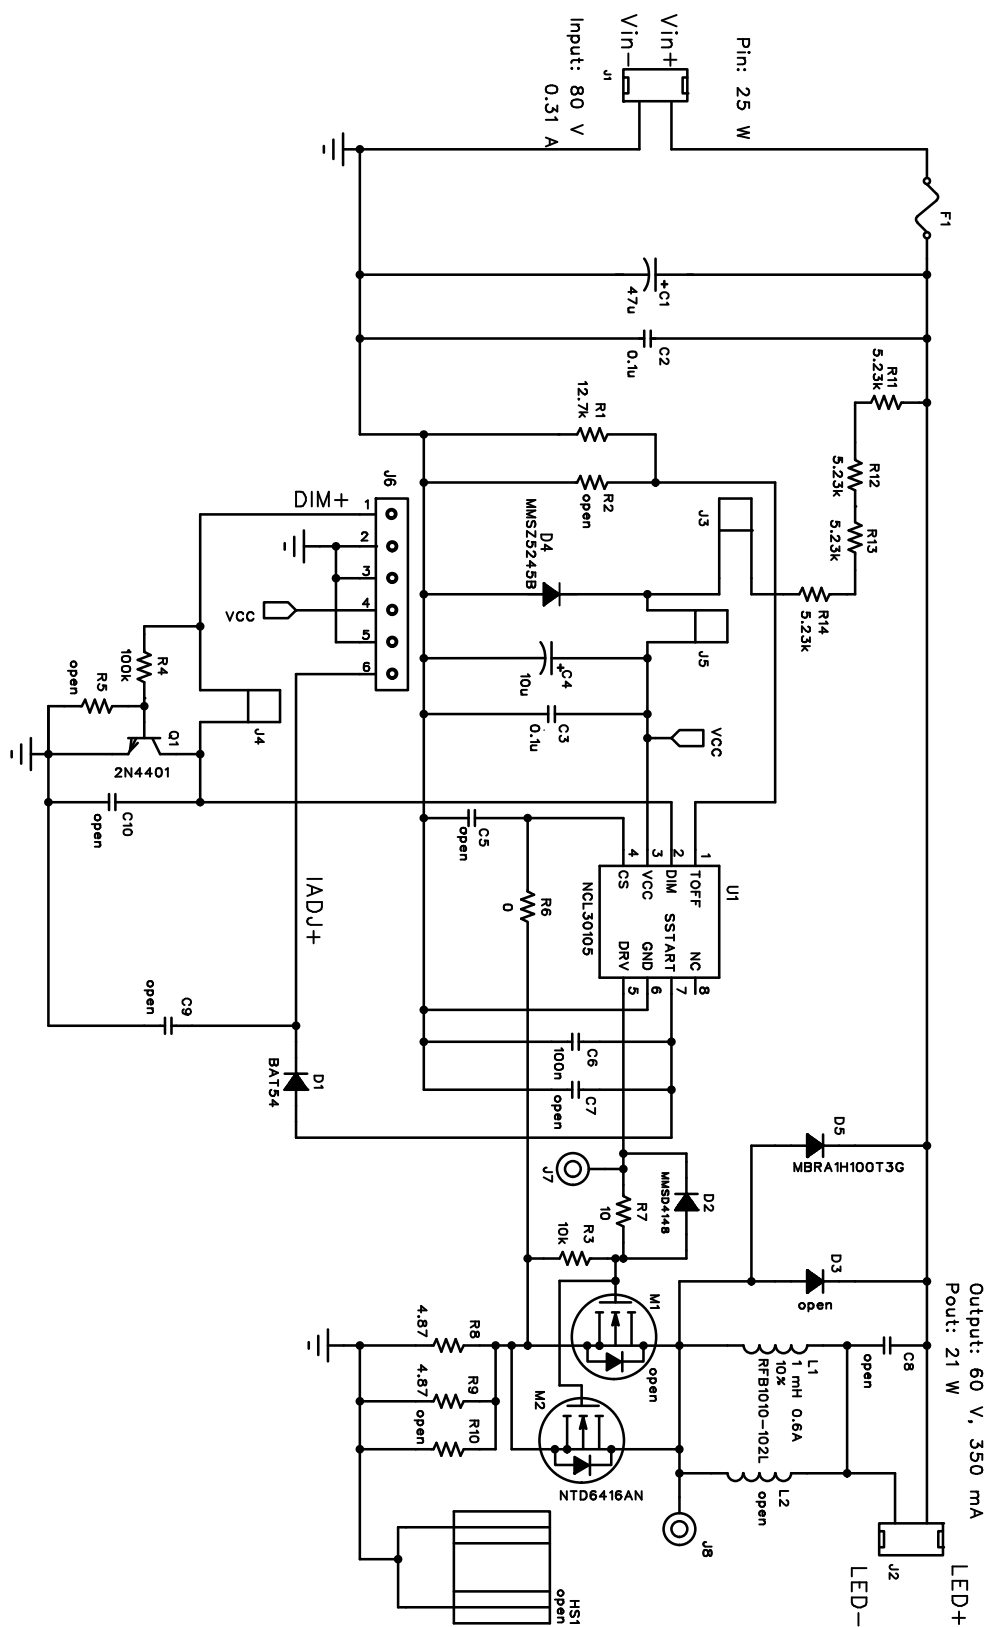 Pin: 25 W
Vin+
Vin-
J1
Input: 80 V
0.31 A
F1
+C1
47u
C2
0.1u
R11
5.23k
R12
5.23k
R13
5.23k
R14
5.23k
R1
12.7k
R2
open
J3
D4
MMSZ5245B
J5
+C4
10u
C3
0.1u
VCC
J6
1
2
3
4
5
6
DIM+
VCC
R4
100k
R5
open
J4
Q1
2N4401
C10
open
C5
open
R6
0
U1
NCL30105
1
2
3
4
TOFF
DIM
VCC
CS
NC
SSTART
GND
DRV
8
7
6
5
IADJ+
C9
open
D1
BAT54
C6
100n
C7
open
D5
MBRA1H100T3G
D3
open
D2
MMSD4148
R7
10
J7
R3
10k
M1
open
M2
NTD6416AN
R8
4.87
R9
4.87
R10
open
L1
1 mH 0.6A
10%
RFB1010-102L
C8
open
L2
open
J8
HS1
open
Output: 60 V, 350 mA
Pout: 21 W
J2
LED+
LED-